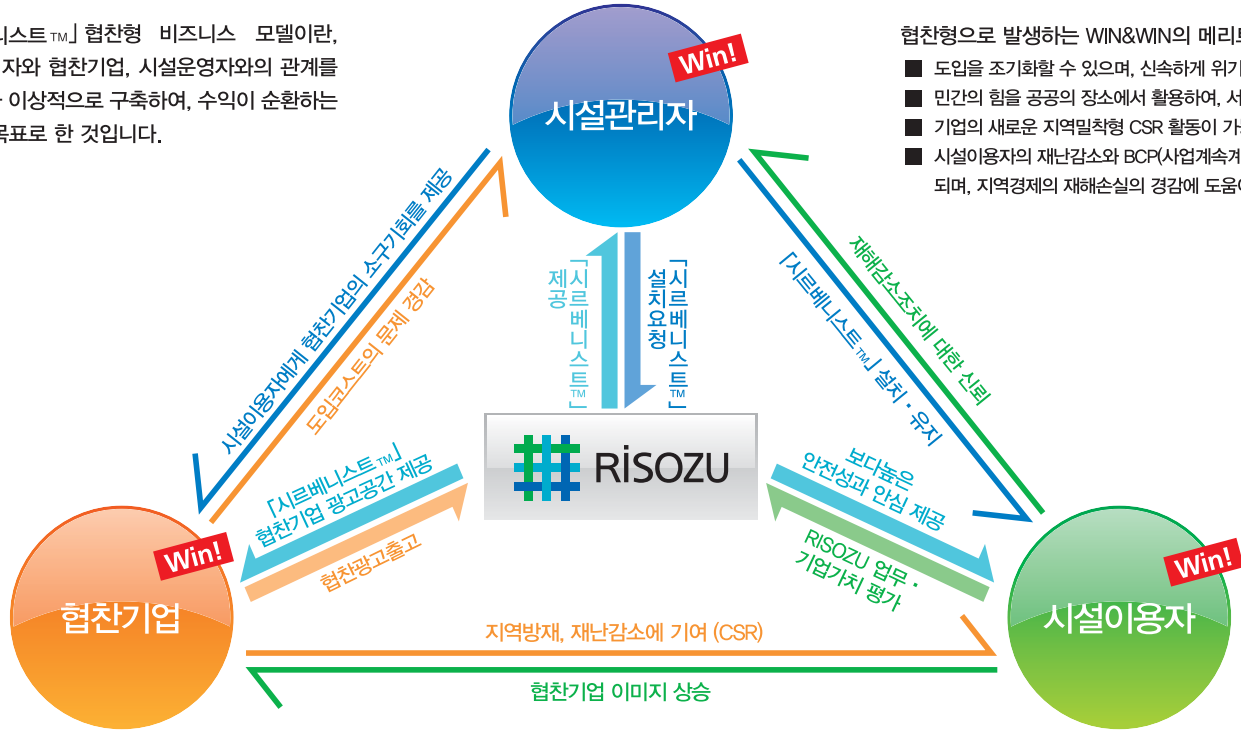 니스트™」 협찬형 비즈니스 모델이란,
자와 협찬기업, 시설운영자와의 관계를
이상적으로 구축하여, 수익이 순환하는
목표로 한 것입니다.
시설관리자
Win!
협찬형으로 발생하는 WIN&WIN의 메리트
■ 도입을 조기화할 수 있으며, 신속하게 위기
■ 민간의 힘을 공공의 장소에서 활용하여, 서
■ 기업의 새로운 지역밀착형 CSR 활동이 가능
■ 시설이용자의 재난감소와 BCP(사업계속계
되며, 지역경제의 재해손실의 경감에 도움이
시설이용자에게 협찬기업의 소구기회를 제공
도입코스트의 문제 경감
「시르베니스트™」
제공
「시르베니스트™」
설치요청
재해감소조치에 대한 신뢰
「시르베니스트™」 설치・유지
RiSOZU
「시르베니스트™」
협찬기업 광고공간 제공
협찬광고출고
보다높은
안전성과 안심 제공
RISOZU 업무・
기업가치 평가
협찬기업
Win!
시설이용자
Win!
지역방재, 재난감소에 기여 (CSR)
협찬기업 이미지 상승